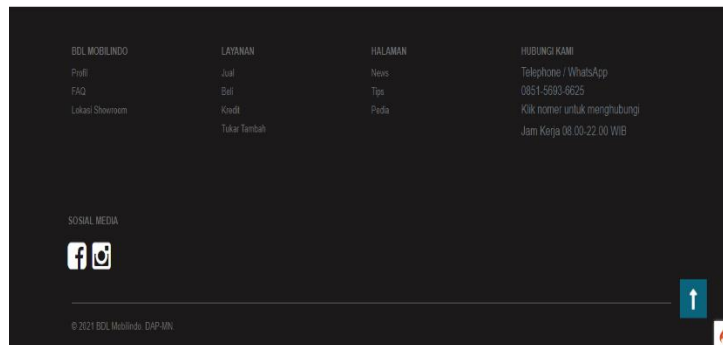 BDL MOBILINDO
Profil
FAQ
Lokasi Showroom
LAYANAN
Jual
Beli
Kredit
Tukar Tambah
HALAMAN
News
Tips
Pedia
HUBUNGI KAMI
Telephone / WhatsApp
0851-5693-6625
Klik nomer untuk menghubungi
Jam Kerja 08.00-22.00 WIB
SOSIAL MEDIA
© 2021 BDL Mobilindo. DAP-MN.